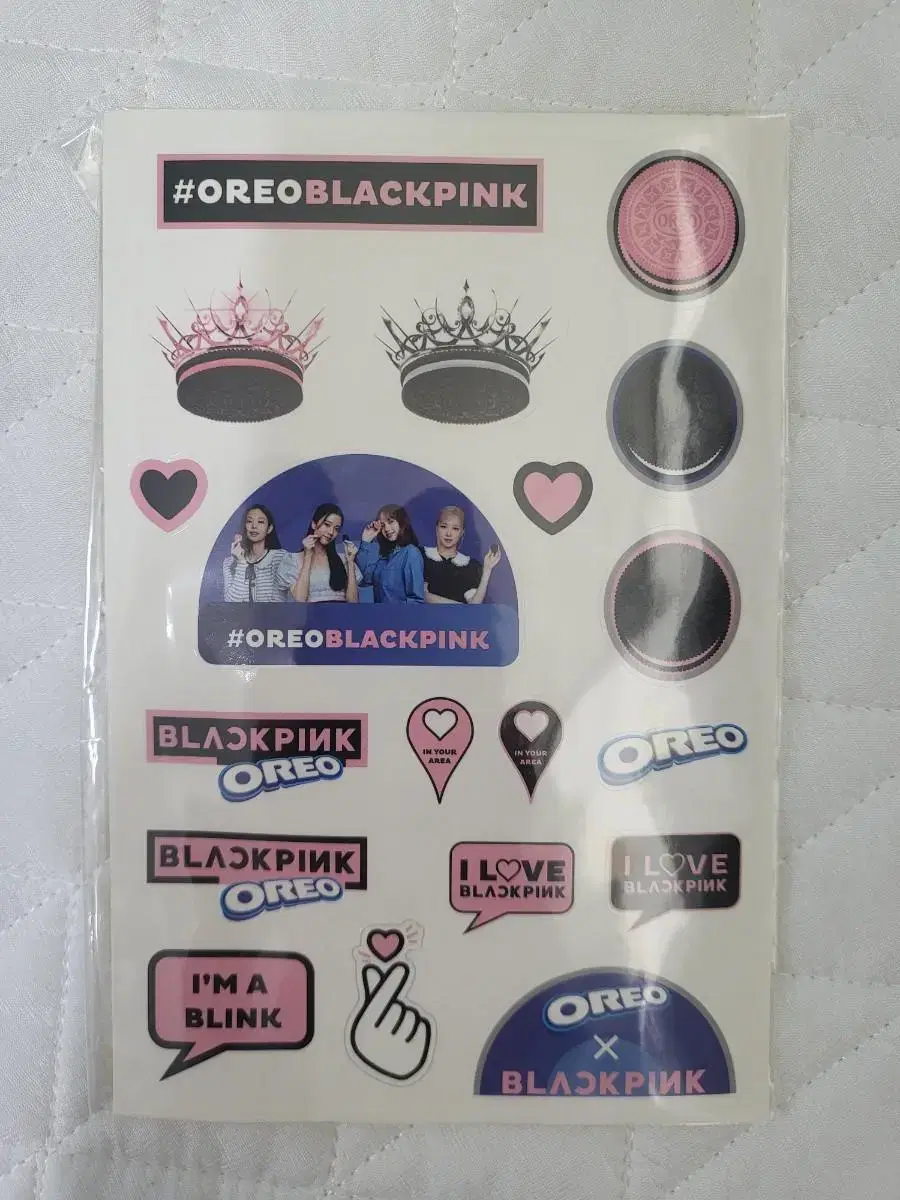 #OREOBLACKPINK
OREO
#OREOBLACKPINK
BLACKPINK
OREO
IN YOUR
AREA
IN YOUR
AREA
OREO
BLACKPINK
OREO
I LOVE
BLACKPINK
I LOVE
BLACKPINK
I'M A
BLINK
OREO
X
BLACKPINK